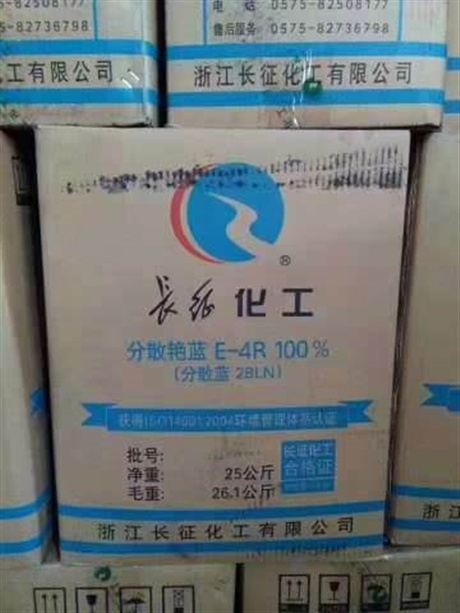 电 话 0575-82508177
售后服务 0575-82736798
-82508177
5-82736798
工有限公司
浙江长征化工有限公司
®
长征 化工
分散艳蓝 E-4R 100%
(分散蓝 2BLN)
获得ISO14001 2004环境管理体系认证
批号:
净重: 25公斤
毛重: 26.1公斤
长征化工
合格证
浙江长征化工有限公司
浙江